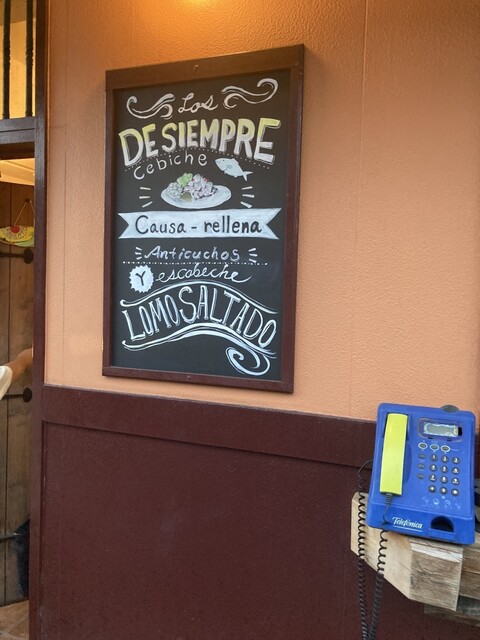 Los
DE SIEMPRE
Cebiche
Causa - rellena
Anticuchos
Y escabeche
LOMO SALTADO
Telefónica